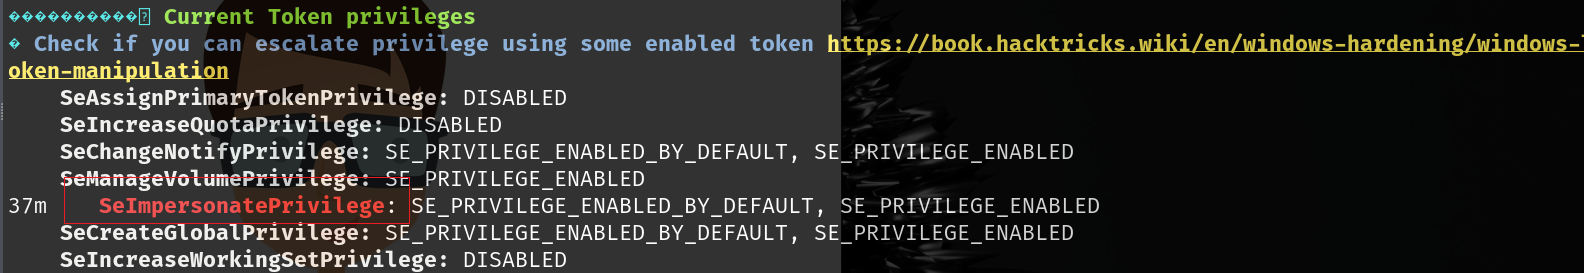 ������������ Current Token privileges
� Check if you can escalate privilege using some enabled token https://book.hacktricks.wiki/en/windows-hardening/windows-l
oken-manipulation
SeAssignPrimaryTokenPrivilege: DISABLED
SeIncreaseQuotaPrivilege: DISABLED
SeChangeNotifyPrivilege: SE_PRIVILEGE_ENABLED_BY_DEFAULT, SE_PRIVILEGE_ENABLED
SeManageVolumePrivilege: SE_PRIVILEGE_ENABLED
37m SeImpersonatePrivilege: SE_PRIVILEGE_ENABLED_BY_DEFAULT, SE_PRIVILEGE_ENABLED
SeCreateGlobalPrivilege: SE_PRIVILEGE_ENABLED_BY_DEFAULT, SE_PRIVILEGE_ENABLED
SeIncreaseWorkingSetPrivilege: DISABLED